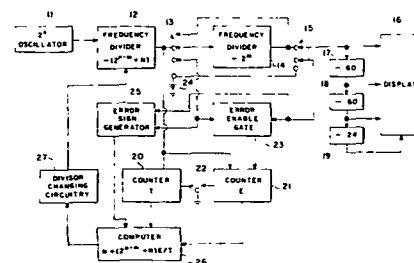 11
2ⁿ
OSCILLATOR
12
FREQUENCY
DIVIDER
13
FREQUENCY
DIVIDER
÷ 2ᵐ
14
15
16
17
- 60
18
- 60
DISPLAY
- 24
19
24
25
ERROR
SIGN
GENERATOR
ERROR
ENABLE
GATE
23
27
DIVISOR
CHANGING
CIRCUITRY
20
COUNTER
T
22
COUNTER
E
21
COMPUTER
26